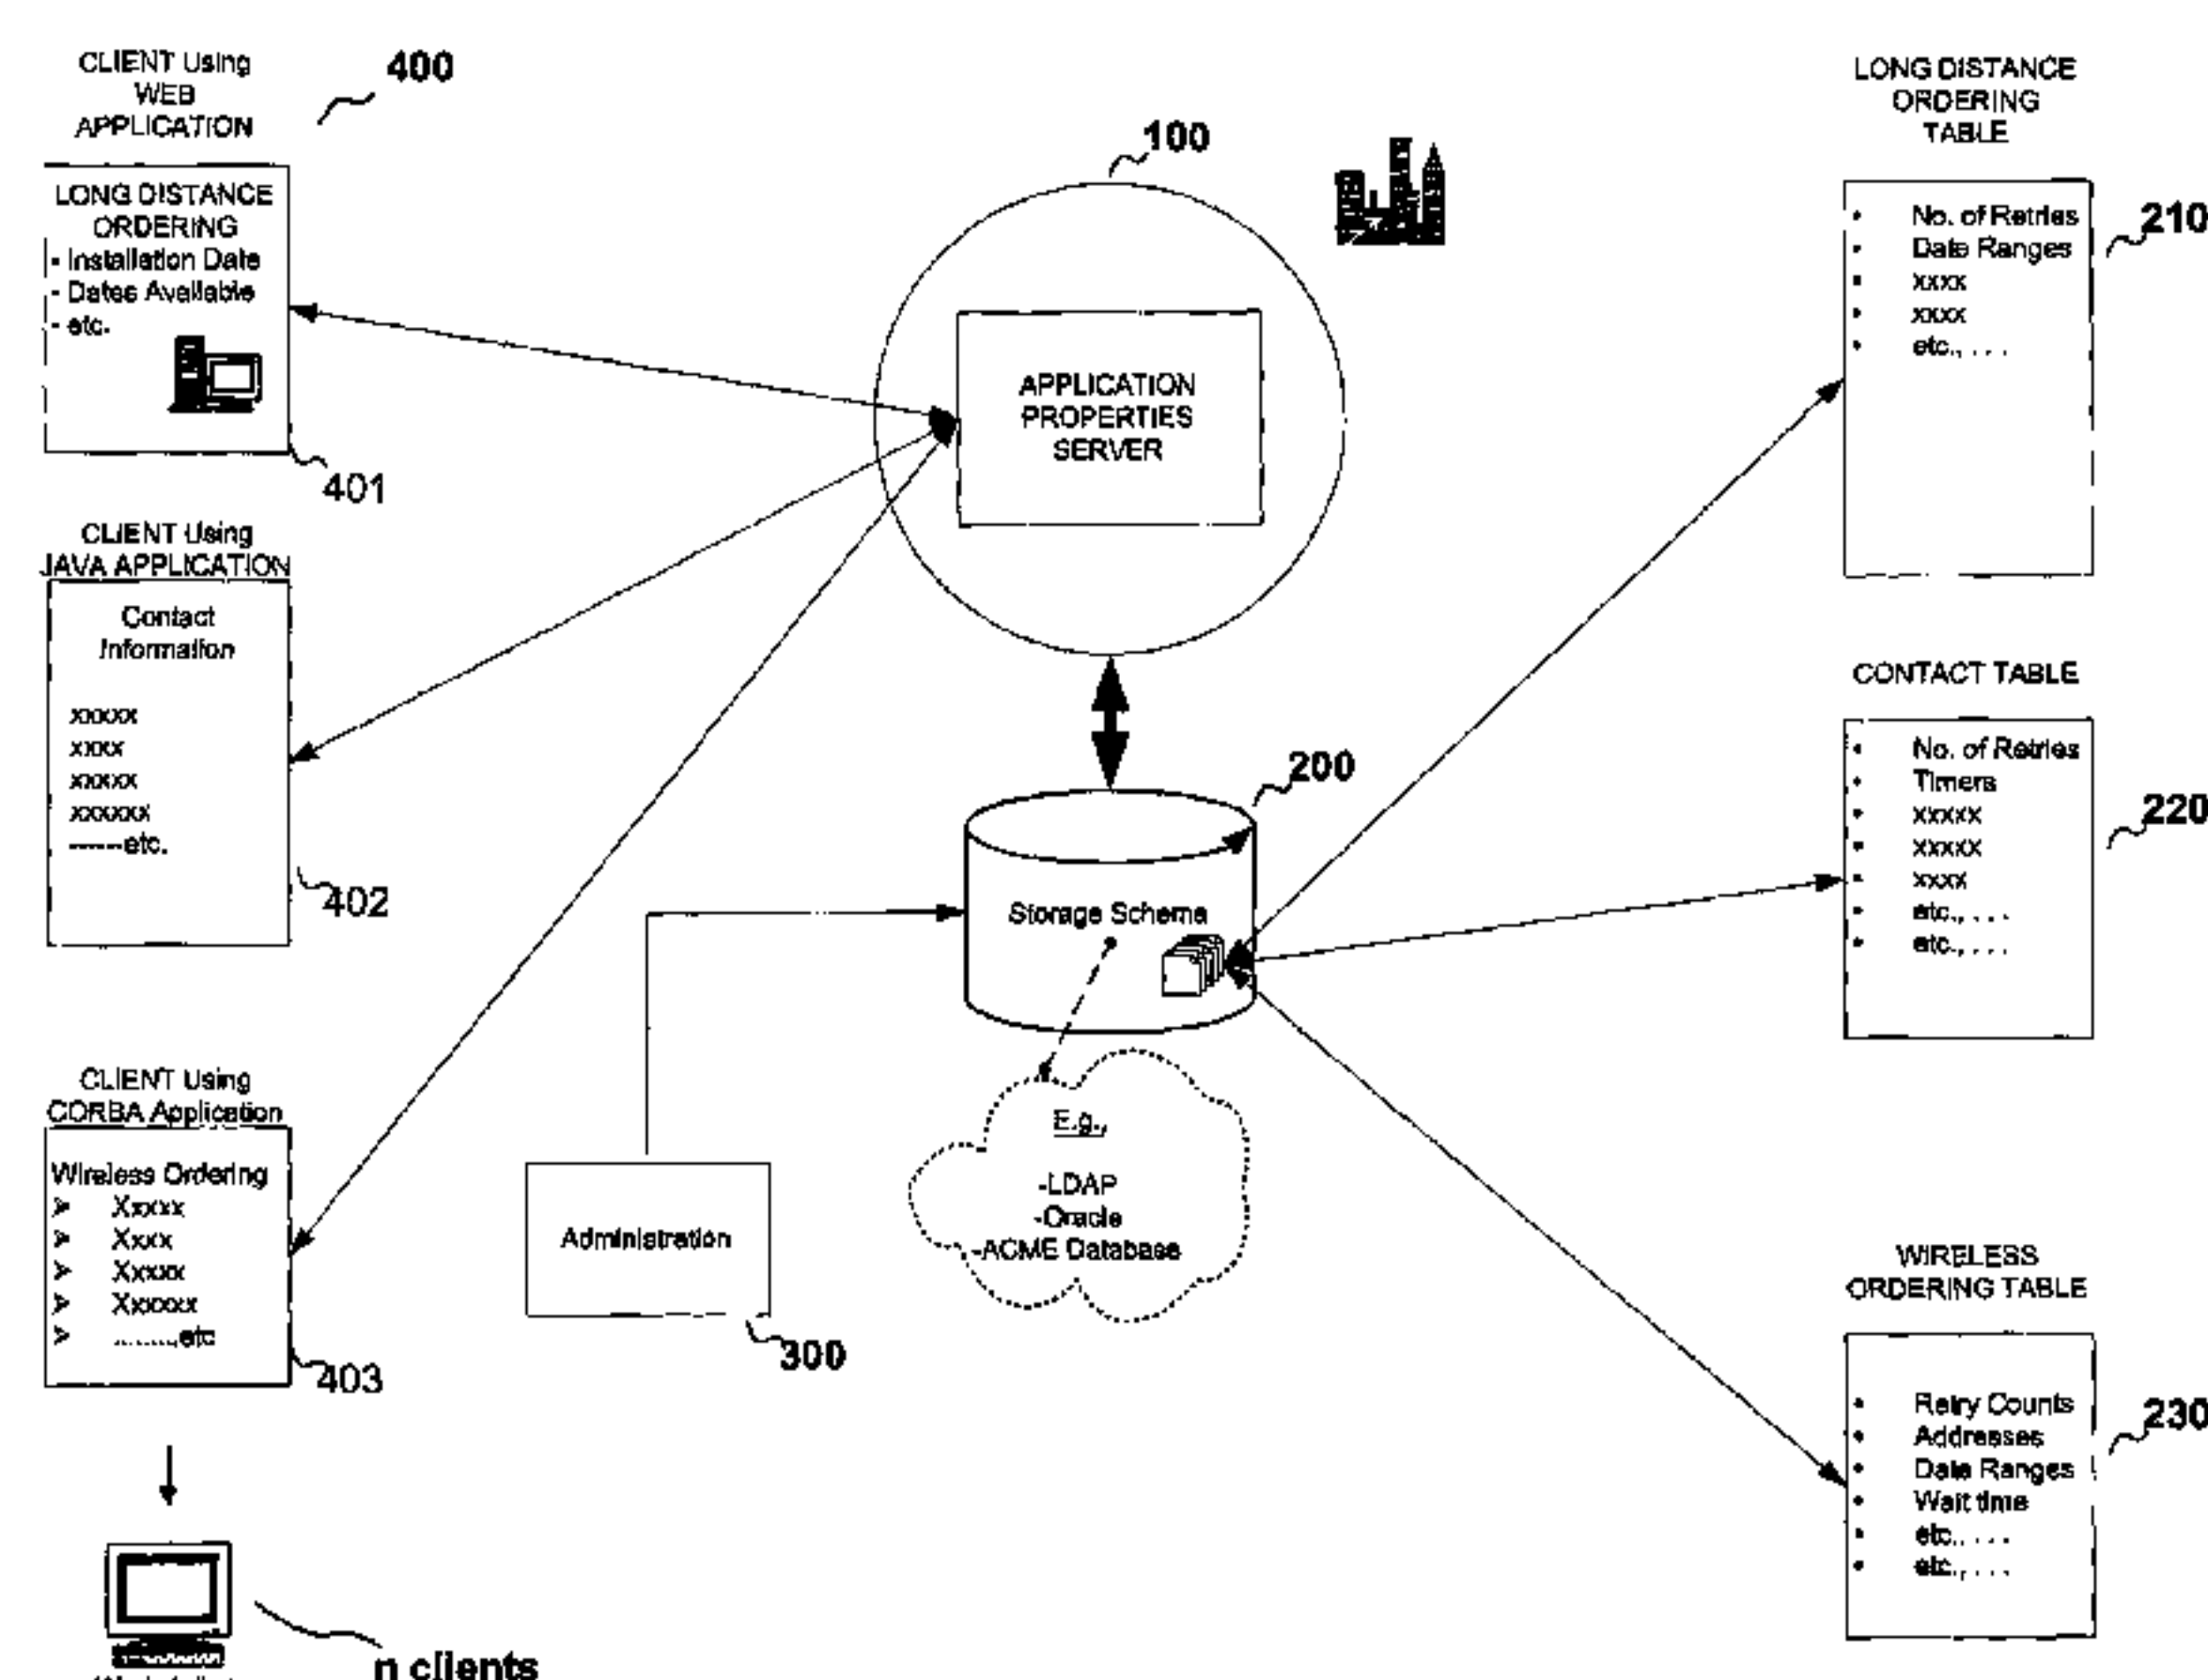 CLIENT Using
WEB
APPLICATION
400
LONG DISTANCE
ORDERING
- Installation Date
- Dates Available
- etc.
401
CLIENT Using
JAVA APPLICATION
Contact
Information
xxxxx
xxxx
xxxxx
xxxxxx
------etc.
402
CLIENT Using
CORBA Application
Wireless Ordering
➤ Xxxxx
➤ Xxxx
➤ Xxxxx
➤ Xxxxxx
➤ ........etc
403
n clients
100
APPLICATION
PROPERTIES
SERVER
200
Storage Schema
E.g.,
-LDAP
-Oracle
-ACME Database
Administration
300
LONG DISTANCE
ORDERING
TABLE
• No. of Retries
• Date Ranges
• xxxx
• xxxx
• etc., . . .
210
CONTACT TABLE
• No. of Retries
• Timers
• xxxxx
• xxxxx
• xxxx
• etc., . . .
• etc., . . .
220
WIRELESS
ORDERING TABLE
• Retry Counts
• Addresses
• Date Ranges
• Wait time
• etc., . . .
• etc., . . .
230